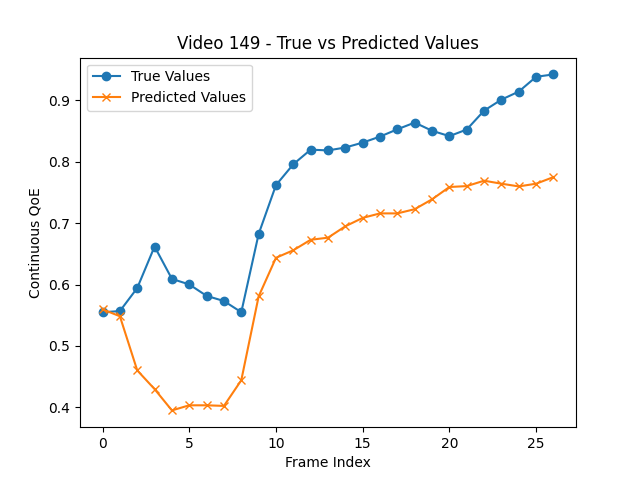 Video 149 - True vs Predicted Values
True Values
Predicted Values
Continuous QoE
0.9
0.8
0.7
0.6
0.5
0.4
0 5 10 15 20 25
Frame Index